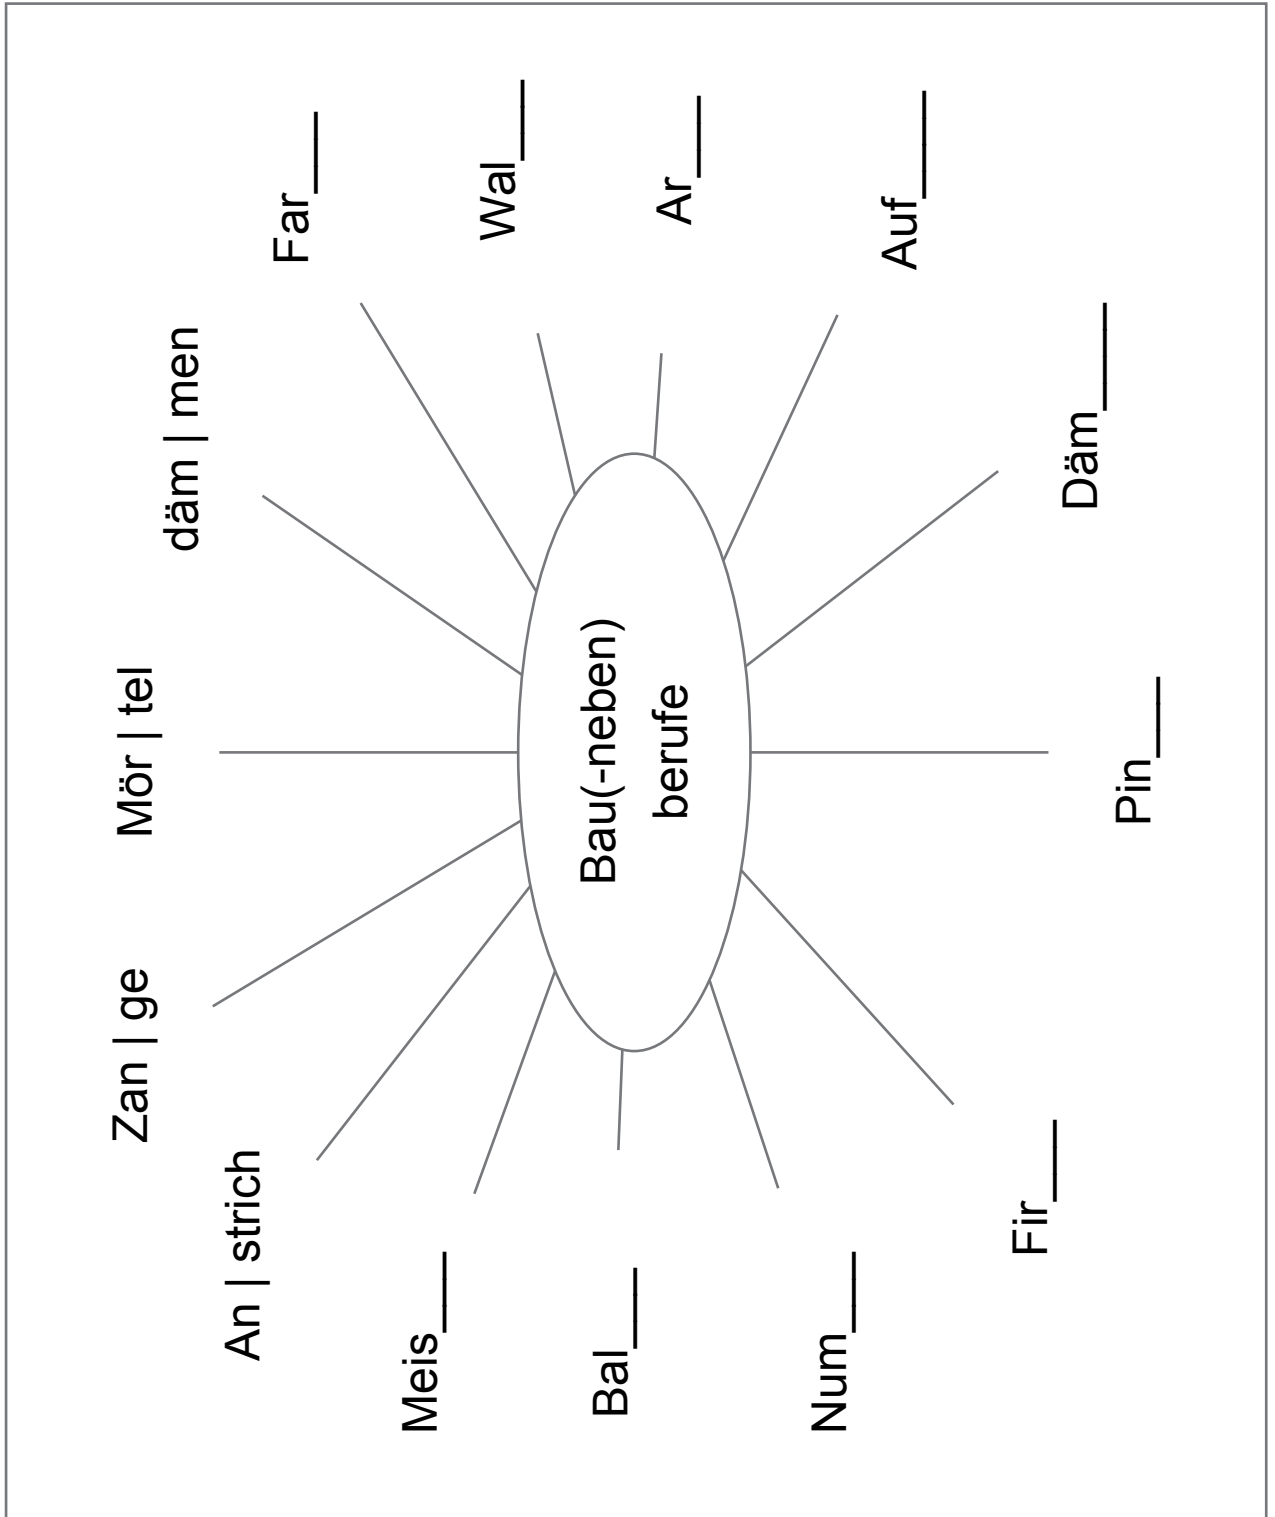 Zan | ge
Mör | tel
däm | men
An | strich
Far___
Meis___
Wal___
Bal___
Bau(-neben)
berufe
Ar___
Num___
Auf____
Fir___
Däm____
Pin___